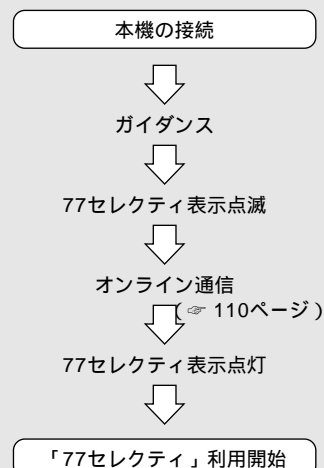 本機の接続
ガイダンス
77セレクティ表示点滅
オンライン通信
(☞ 110ページ)
77セレクティ表示点灯
「77セレクティ」利用開始